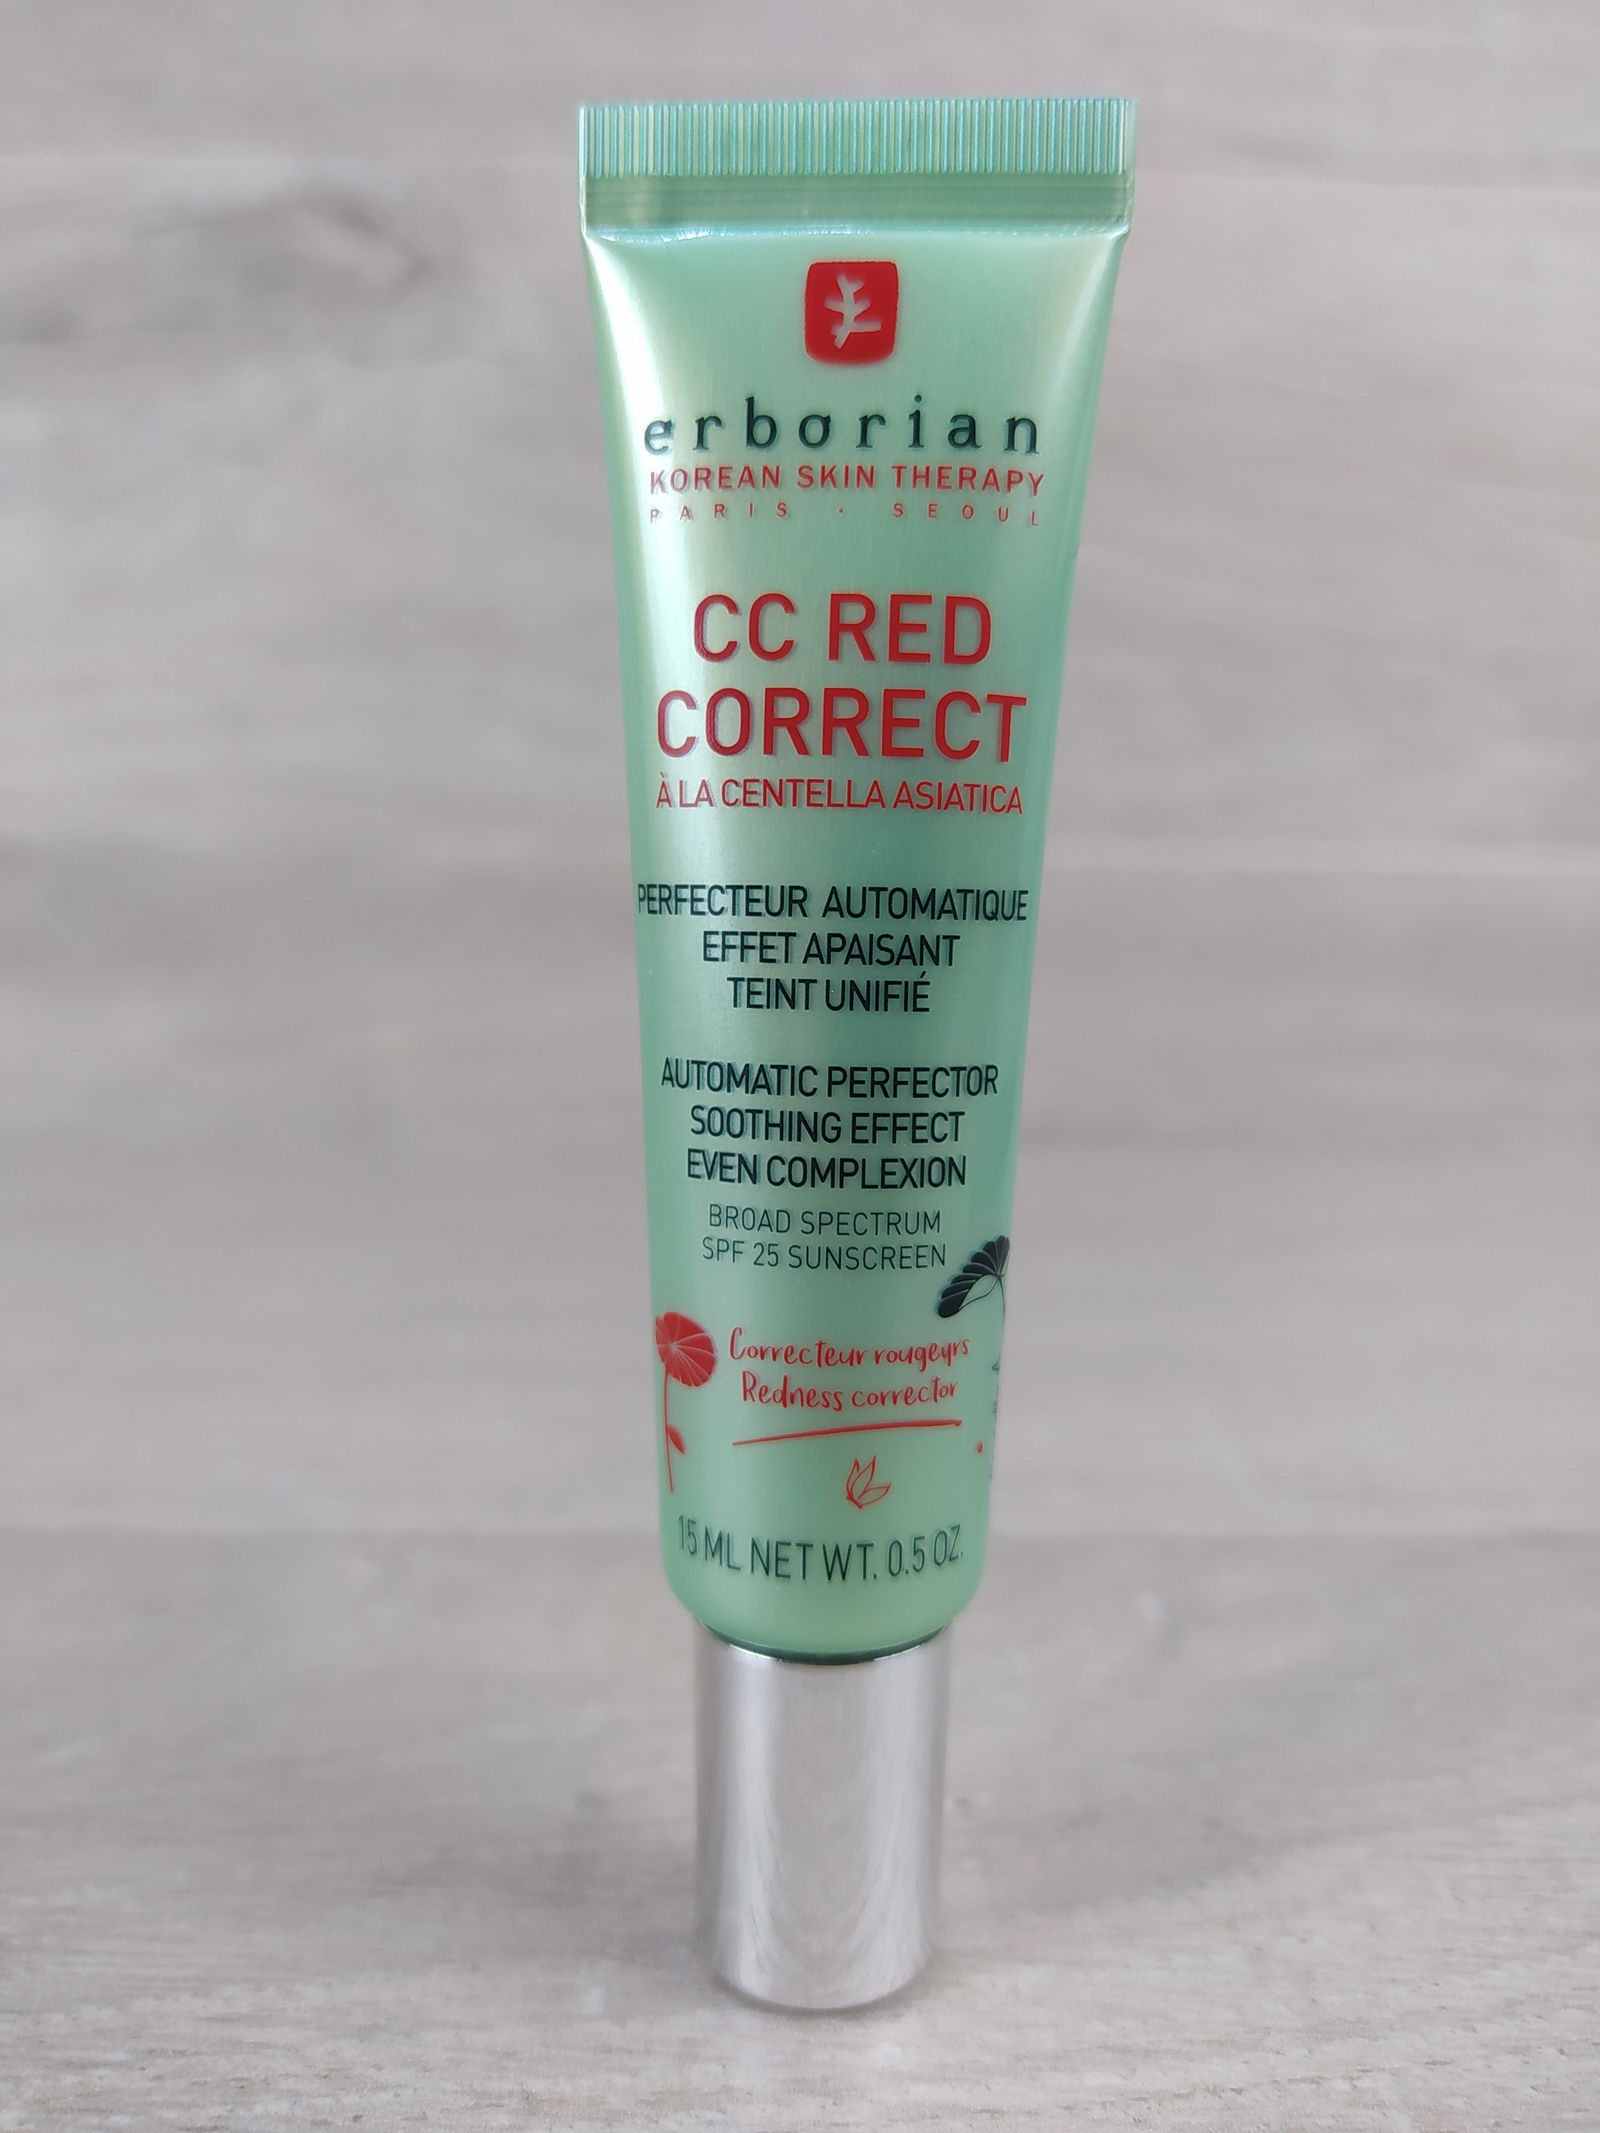 erborian
KOREAN SKIN THERAPY
PARIS · SEOUL
CC RED
CORRECT
À LA CENTELLA ASIATICA
PERFECTEUR AUTOMATIQUE
EFFET APAISANT
TEINT UNIFIÉ
AUTOMATIC PERFECTOR
SOOTHING EFFECT
EVEN COMPLEXION
BROAD SPECTRUM
SPF 25 SUNSCREEN
Correcteur rougeurs
Redness corrector
15 ML NET WT. 0.5 OZ.